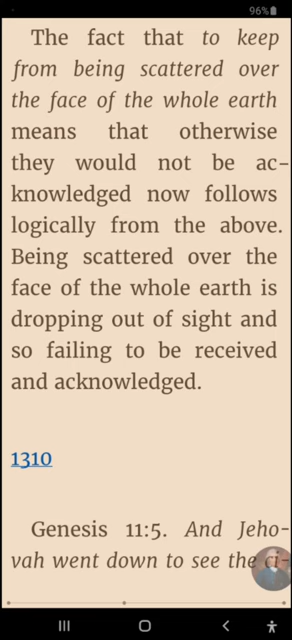 96%
The fact that to keep
from being scattered over
the face of the whole earth
means that otherwise
they would not be ac-
knowledged now follows
logically from the above.
Being scattered over the
face of the whole earth is
dropping out of sight and
so failing to be received
and acknowledged.
1310
Genesis 11:5. And Jeho-
vah went down to see the ci-